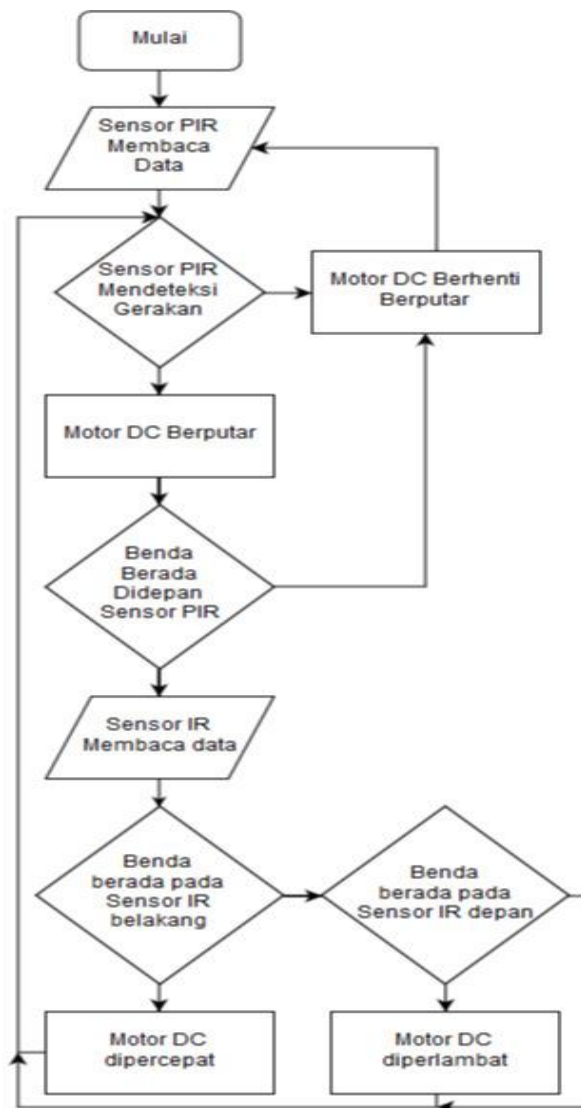 Mulai
Sensor PIR
Membaca
Data
Sensor PIR
Mendeteksi
Gerakan
Motor DC Berhenti
Berputar
Motor DC Berputar
Benda
Berada
Didepan
Sensor PIR
Sensor IR
Membaca data
Benda
berada pada
Sensor IR
belakang
Benda
berada pada
Sensor IR depan
Motor DC
dipercepat
Motor DC
diperlambat